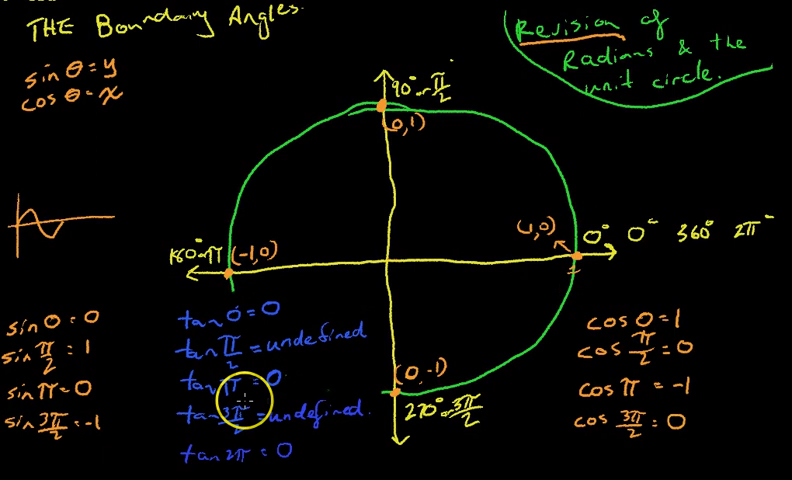 THE Boundary Angles.
Revision of
Radians & the
unit circle.
sin θ = y
cos θ = x
90° or π/2
(0,1)
180° or π
(-1,0)
(1,0)
0° 0° 360° 2π
(0,-1)
270° or 3π/2
sin 0 = 0
sin π/2 = 1
sin π = 0
sin 3π/2 = -1
tan 0 = 0
tan π/2 = undefined
tan π = 0
tan 3π/2 = undefined.
tan 2π = 0
cos 0 = 1
cos π/2 = 0
cos π = -1
cos 3π/2 = 0